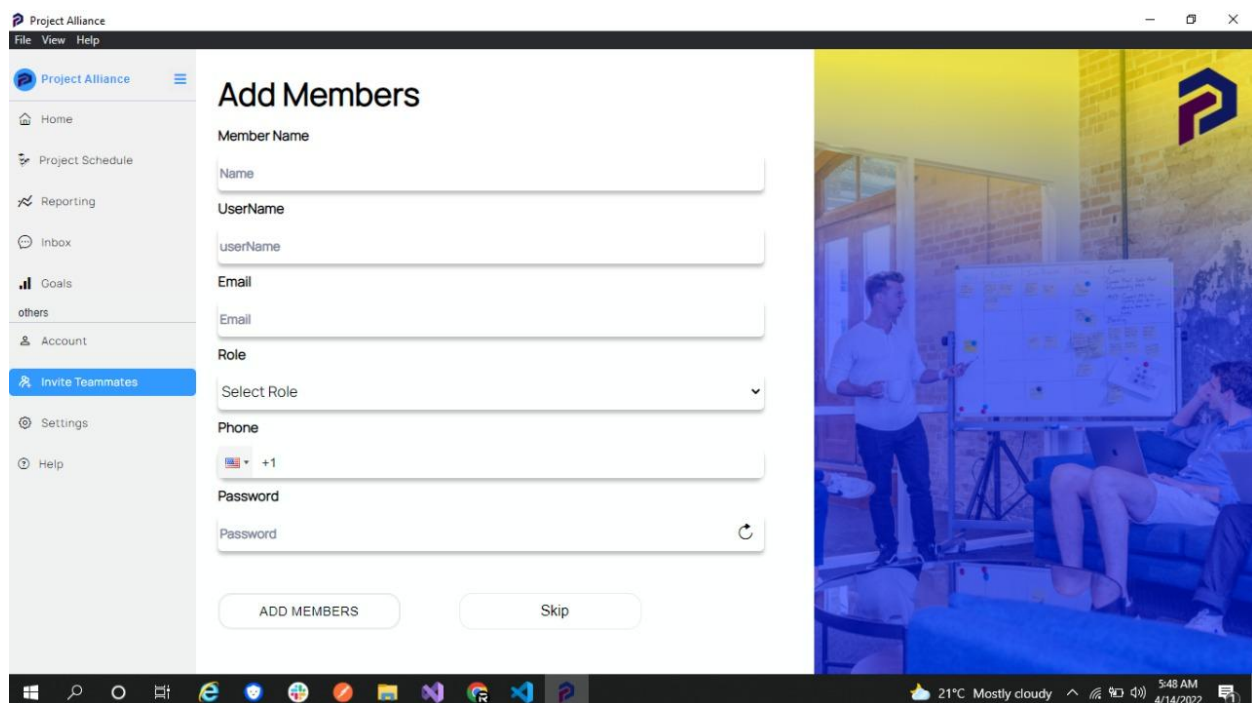 Project Alliance
File View Help
Project Alliance
Home
Project Schedule
Reporting
Inbox
Goals
others
Account
Invite Teammates
Settings
Help
Add Members
Member Name
Name
UserName
userName
Email
Email
Role
Select Role
Phone
+1
Password
Password
ADD MEMBERS
Skip
Goals
21°C Mostly cloudy
5:48 AM
4/14/2022